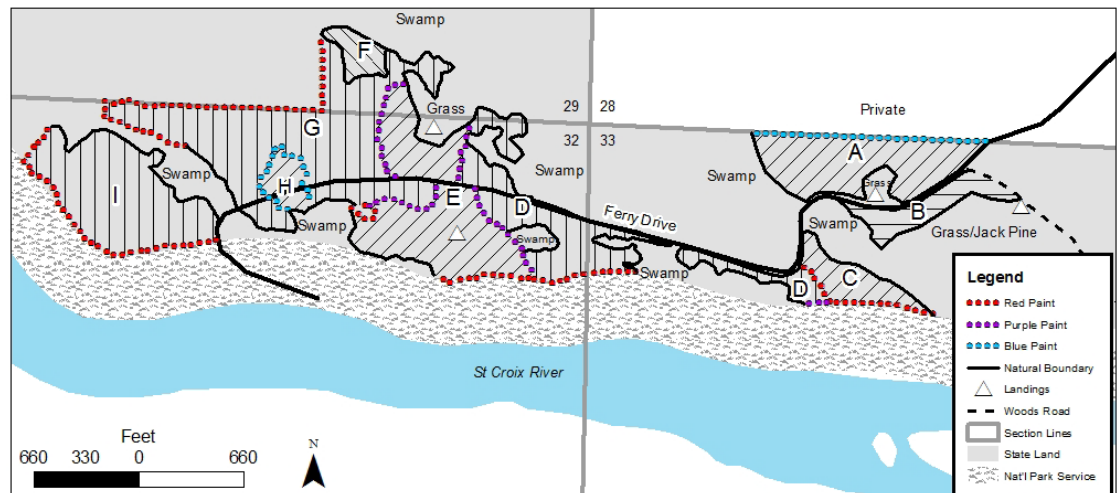 Swamp
F
Grass
29 28
32 33
Private
G
A
Swamp
Swamp
Swamp
I
H
Grass
E
D
B
Ferry Drive
Swamp
Grass/Jack Pine
Swamp
Swamp
Swamp
C
D
St Croix River
Feet
660 330 0 660
N
Legend
Red Paint
Purple Paint
Blue Paint
Natural Boundary
Landings
Woods Road
Section Lines
State Land
Nat'l Park Service